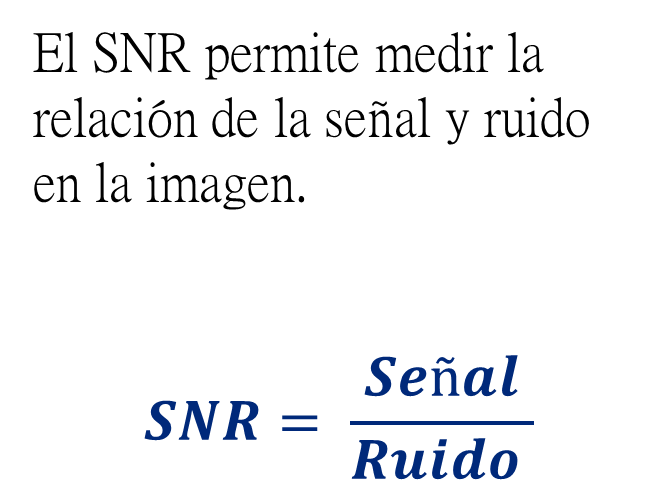 El SNR permite medir la
relación de la señal y ruido
en la imagen.
SNR = Señal / Ruido